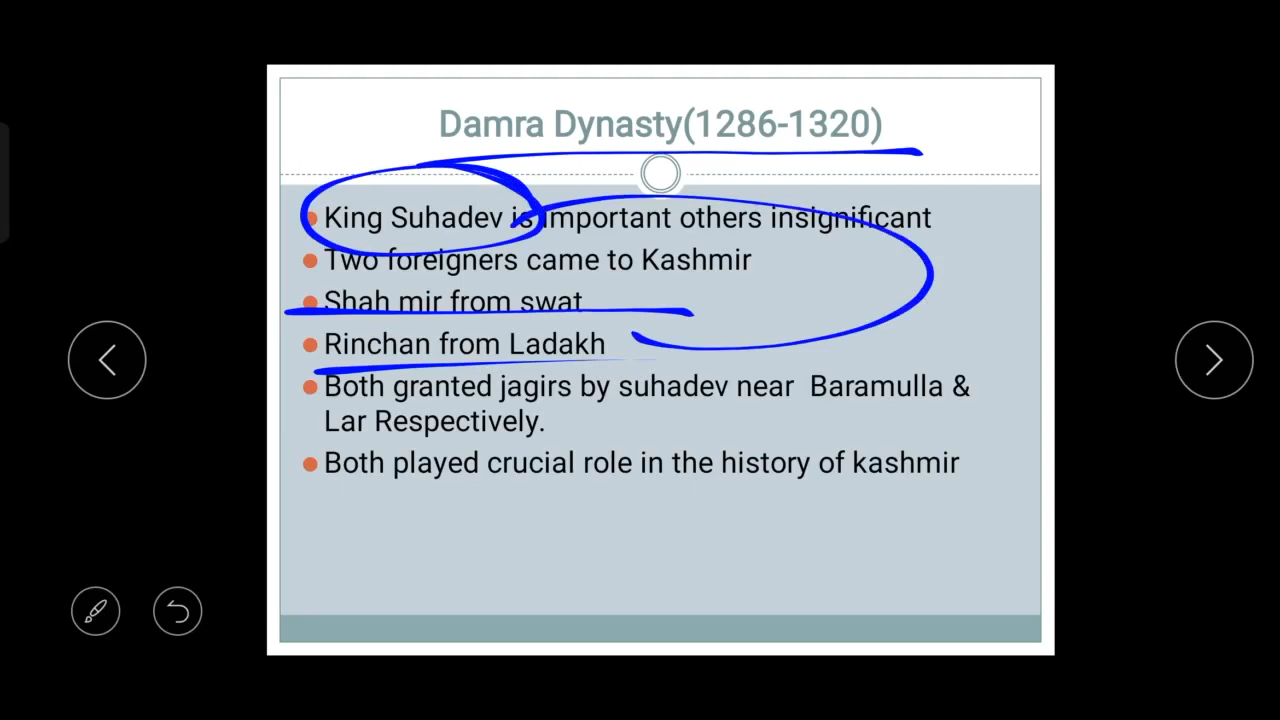 Damra Dynasty(1286-1320)
King Suhadev is important others insignificant
Two foreigners came to Kashmir
Shah mir from swat
Rinchan from Ladakh
Both granted jagirs by suhadev near Baramulla &
Lar Respectively.
Both played crucial role in the history of kashmir